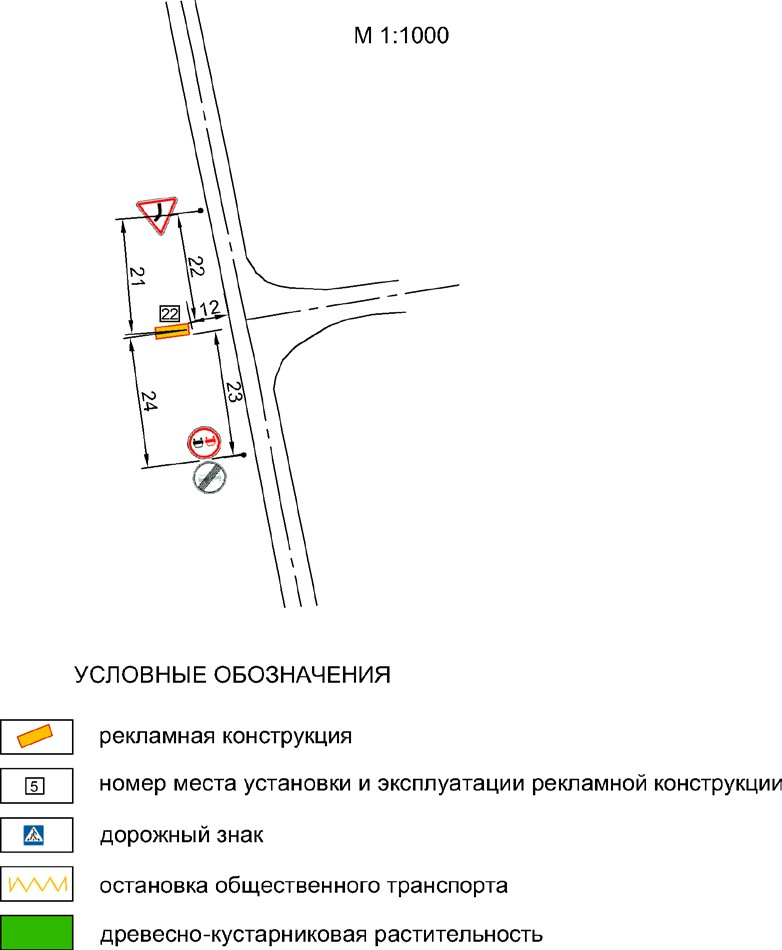 М 1:1000
21
22
22
12
24
23
УСЛОВНЫЕ ОБОЗНАЧЕНИЯ
рекламная конструкция
5
номер места установки и эксплуатации рекламной конструкции
дорожный знак
остановка общественного транспорта
древесно-кустарниковая растительность